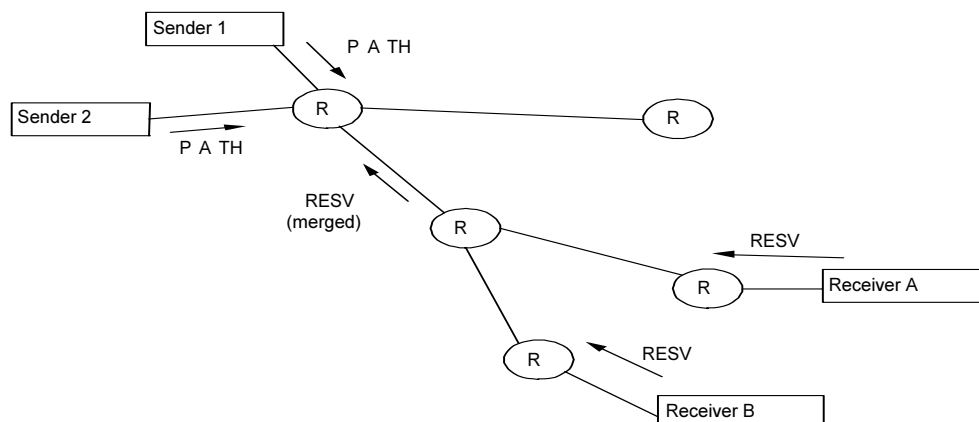 Sender 1
P A TH
R
R
Sender 2
P A TH
RESV
(merged)
R
RESV
R
Receiver A
R
RESV
Receiver B